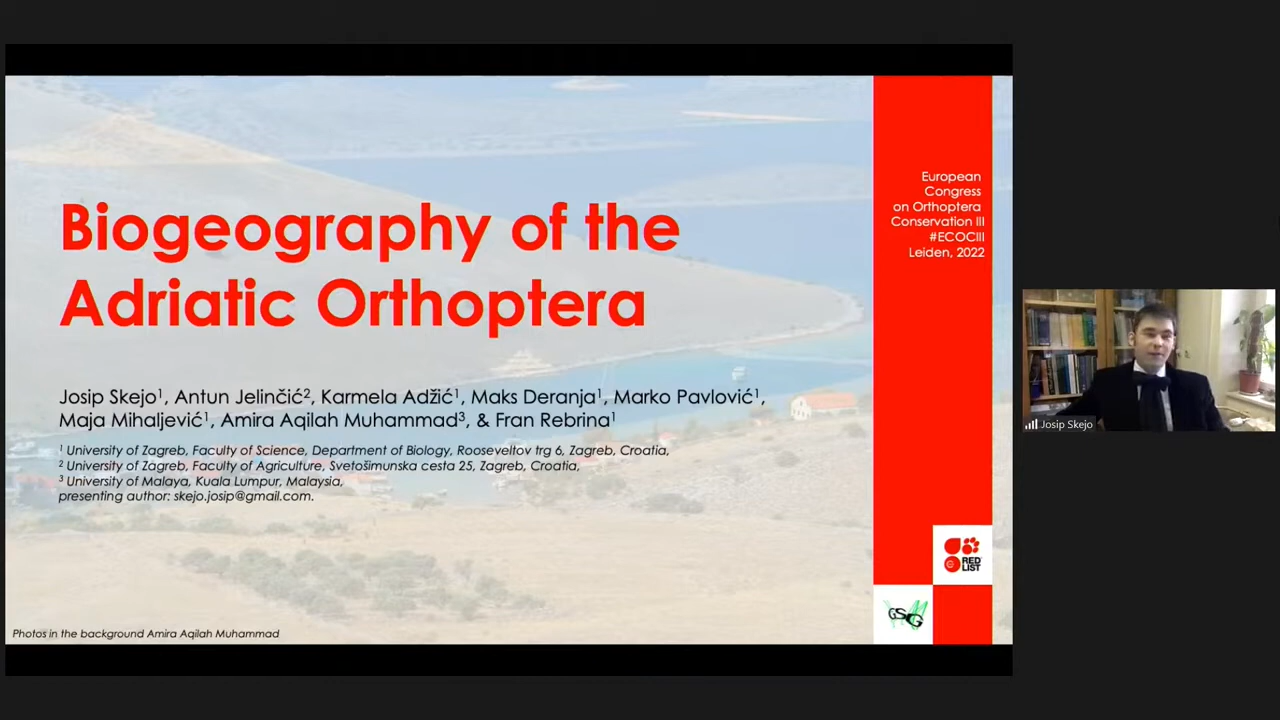 Biogeography of the
Adriatic Orthoptera
Josip Skejo¹, Antun Jelinčić², Karmela Adžić¹, Maks Deranja¹, Marko Pavlović¹,
Maja Mihaljević¹, Amira Aqilah Muhammad³, & Fran Rebrina¹
¹ University of Zagreb, Faculty of Science, Department of Biology, Rooseveltov trg 6, Zagreb, Croatia,
² University of Zagreb, Faculty of Agriculture, Svetošimunska cesta 25, Zagreb, Croatia,
³ University of Malaya, Kuala Lumpur, Malaysia,
presenting author: skejo.josip@gmail.com.
Photos in the background Amira Aqilah Muhammad
European
Congress
on Orthoptera
Conservation III
#ECOCIII
Leiden, 2022
RED
LIST
Josip Skejo